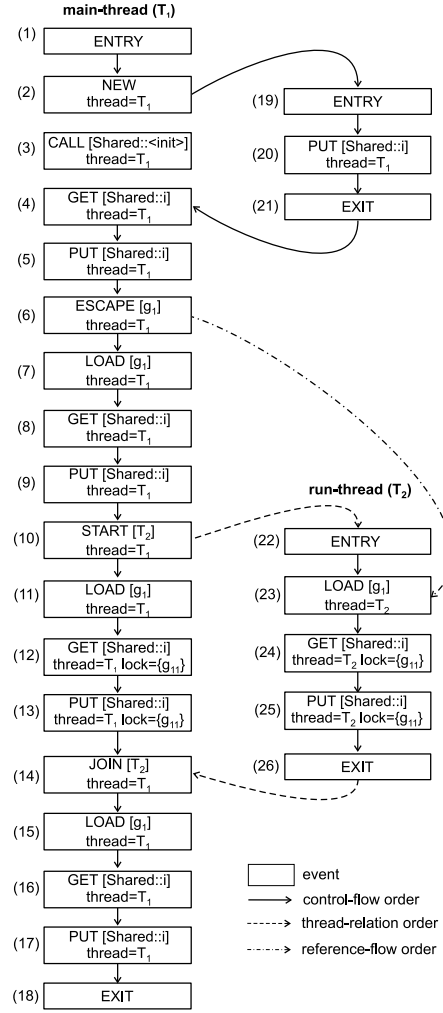 main-thread (T₁)
(1)
ENTRY
(2)
NEW
thread=T₁
(3)
CALL [Shared::<init>]
thread=T₁
(4)
GET [Shared::i]
thread=T₁
(5)
PUT [Shared::i]
thread=T₁
(6)
ESCAPE [g₁]
thread=T₁
(7)
LOAD [g₁]
thread=T₁
(8)
GET [Shared::i]
thread=T₁
(9)
PUT [Shared::i]
thread=T₁
(10)
START [T₂]
thread=T₁
(11)
LOAD [g₁]
thread=T₁
(12)
GET [Shared::i]
thread=T₁ lock={g₁₁}
(13)
PUT [Shared::i]
thread=T₁ lock={g₁₁}
(14)
JOIN [T₂]
thread=T₁
(15)
LOAD [g₁]
thread=T₁
(16)
GET [Shared::i]
thread=T₁
(17)
PUT [Shared::i]
thread=T₁
(18)
EXIT
(19)
ENTRY
(20)
PUT [Shared::i]
thread=T₁
(21)
EXIT
run-thread (T₂)
(22)
ENTRY
(23)
LOAD [g₁]
thread=T₂
(24)
GET [Shared::i]
thread=T₂ lock={g₁₁}
(25)
PUT [Shared::i]
thread=T₂ lock={g₁₁}
(26)
EXIT
event
control-flow order
thread-relation order
reference-flow order